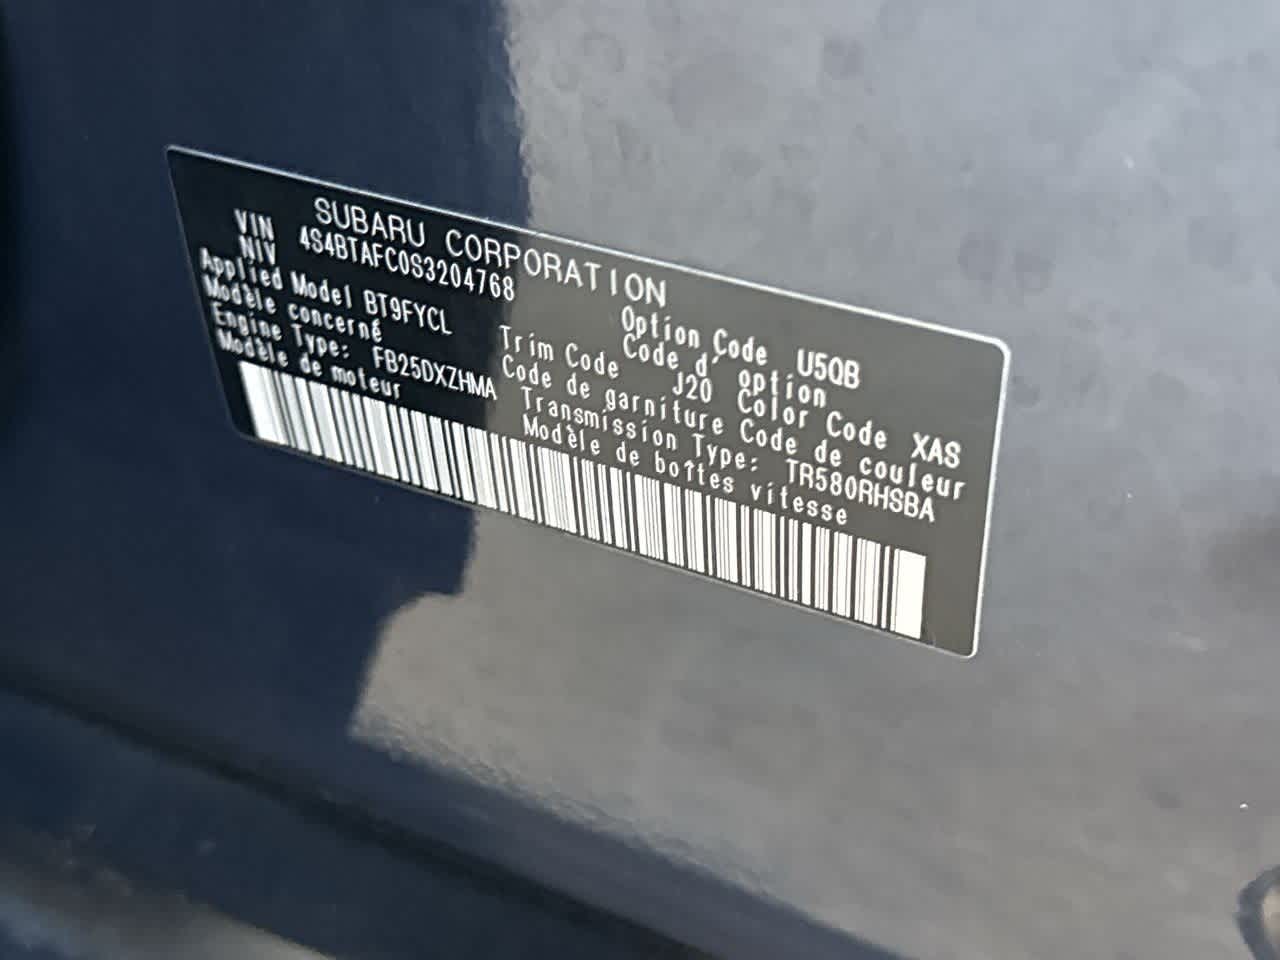 SUBARU CORPORATION
VIN 4S4BTAFC0S3204768
NIV
Applied Model BT9FYCL Option Code U5QB
Modèle concerné Code d' option
Engine Type: FB25DXZHMA Trim Code J20 Color Code XAS
Modèle de moteur Code de garniture Code de couleur
Transmission Type: TR580RHSBA
Modèle de boîtes vitesse